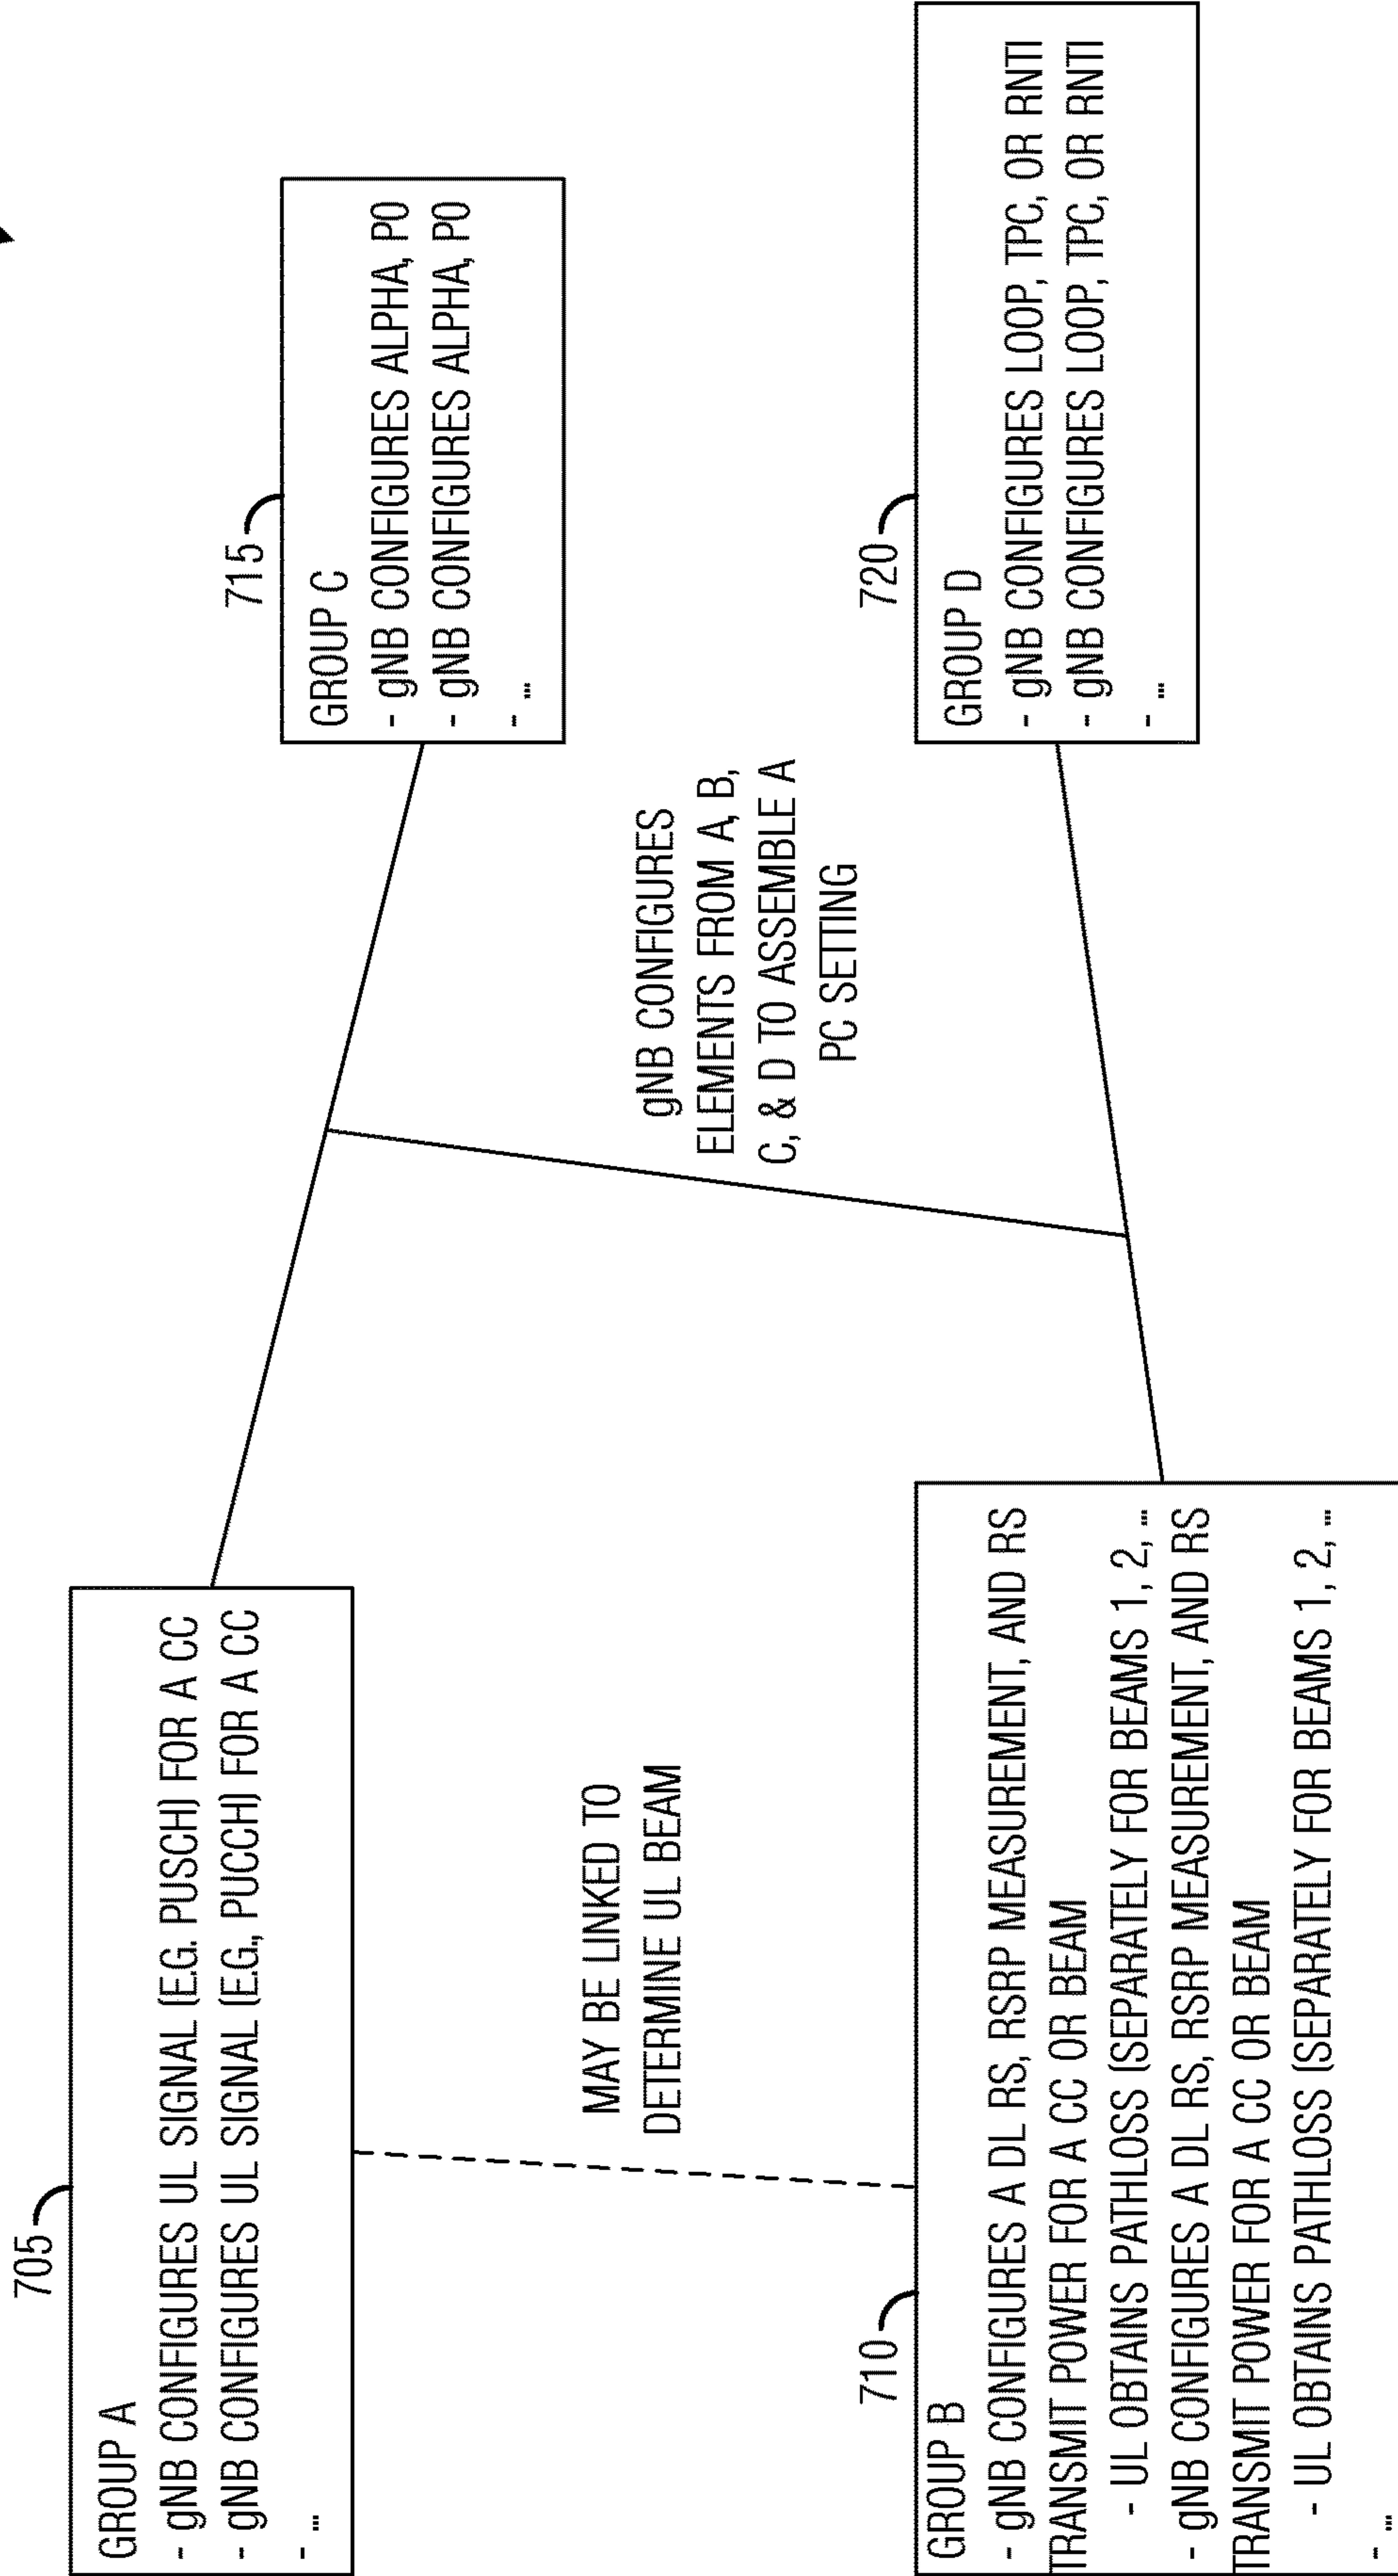 705
GROUP A
- gNB CONFIGURES UL SIGNAL (E.G. PUSCH) FOR A CC
- gNB CONFIGURES UL SIGNAL (E.G., PUCCH) FOR A CC
- ...
715
GROUP C
- gNB CONFIGURES ALPHA, P0
- gNB CONFIGURES ALPHA, P0
- ...
MAY BE LINKED TO
DETERMINE UL BEAM
gNB CONFIGURES
ELEMENTS FROM A, B,
C, & D TO ASSEMBLE A
PC SETTING
710
GROUP B
- gNB CONFIGURES A DL RS, RSRP MEASUREMENT, AND RS
TRANSMIT POWER FOR A CC OR BEAM
- UL OBTAINS PATHLOSS (SEPARATELY FOR BEAMS 1, 2, ...
- gNB CONFIGURES A DL RS, RSRP MEASUREMENT, AND RS
TRANSMIT POWER FOR A CC OR BEAM
- UL OBTAINS PATHLOSS (SEPARATELY FOR BEAMS 1, 2, ...
- ...
720
GROUP D
- gNB CONFIGURES LOOP, TPC, OR RNTI
- gNB CONFIGURES LOOP, TPC, OR RNTI
- ...